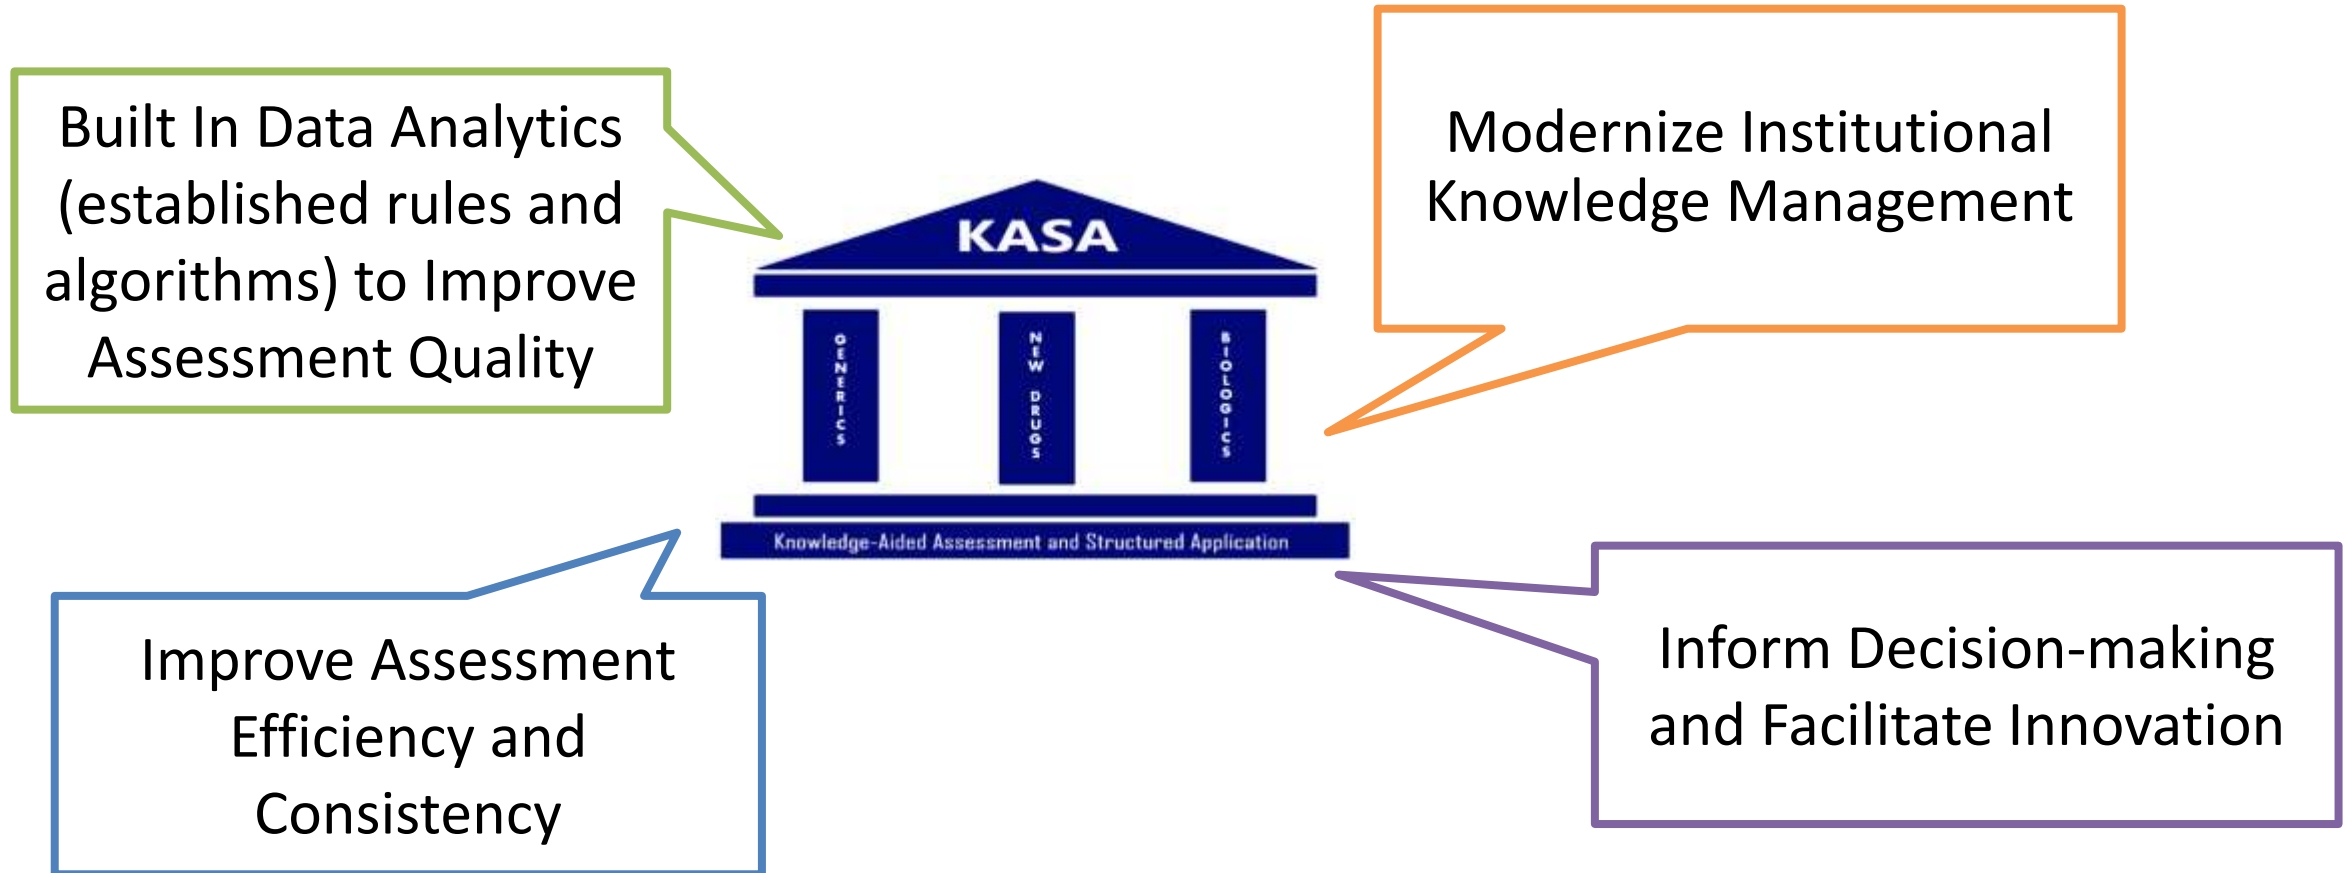 Built In Data Analytics
(established rules and
algorithms) to Improve
Assessment Quality
Modernize Institutional
Knowledge Management
KASA
GENERICS
NEW DRUGS
BIOLOGICS
Knowledge-Aided Assessment and Structured Application
Improve Assessment
Efficiency and
Consistency
Inform Decision-making
and Facilitate Innovation